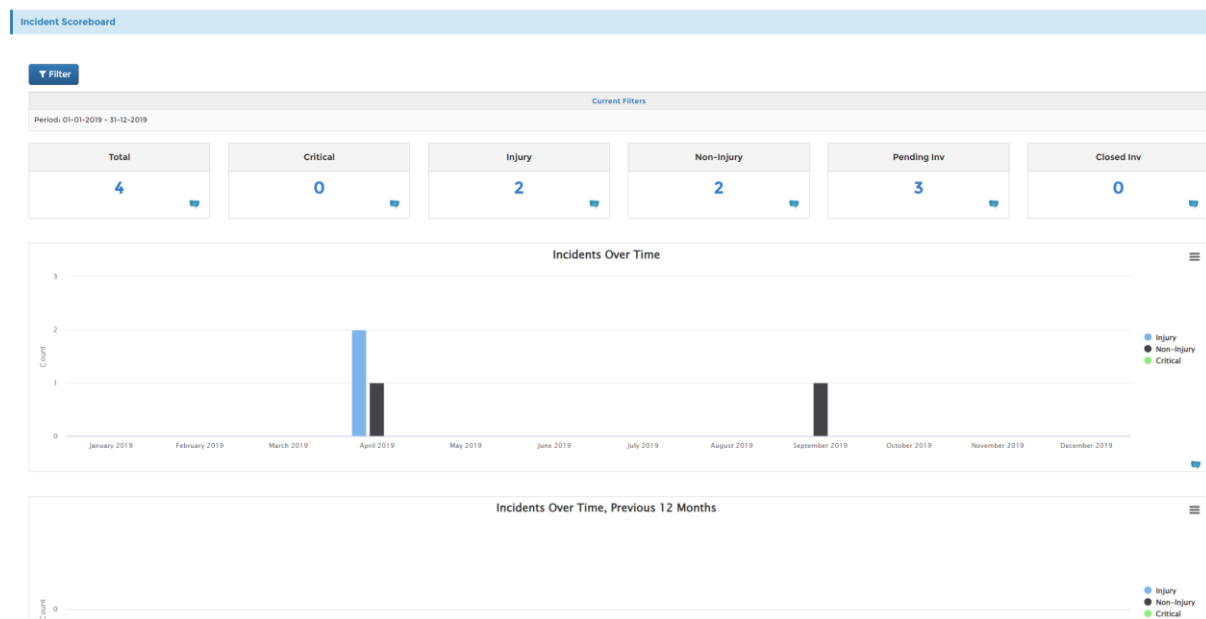 Incident Scoreboard
Filter
Current Filters
Period: 01-01-2019 - 31-12-2019
Total Critical Injury Non-Injury Pending Inv Closed Inv
4 0 2 2 3 0
Incidents Over Time
3
2
1
0
Count
Injury
Non-Injury
Critical
January 2019 February 2019 March 2019 April 2019 May 2019 June 2019 July 2019 August 2019 September 2019 October 2019 November 2019 December 2019
Incidents Over Time, Previous 12 Months
0
Count
Injury
Non-Injury
Critical